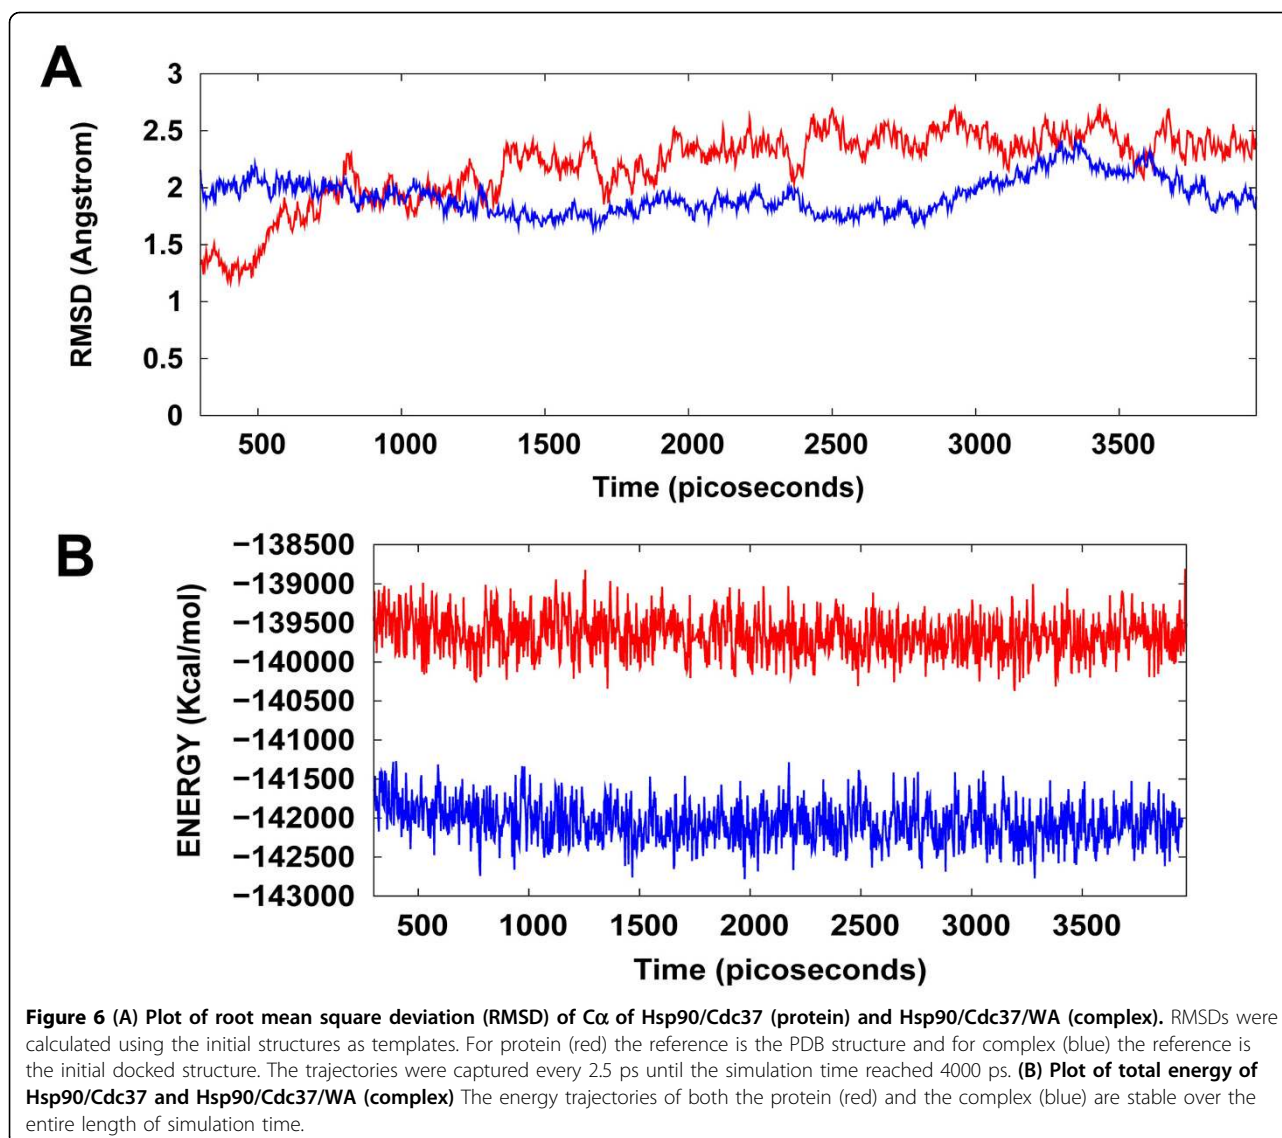 A
3
2.5
2
1.5
1
0.5
0
RMSD (Angstrom)
500 1000 1500 2000 2500 3000 3500
Time (picoseconds)
B
−138500
−139000
−139500
−140000
−140500
−141000
−141500
−142000
−142500
−143000
ENERGY (Kcal/mol)
500 1000 1500 2000 2500 3000 3500
Time (picoseconds)
Figure 6 (A) Plot of root mean square deviation (RMSD) of Cα of Hsp90/Cdc37 (protein) and Hsp90/Cdc37/WA (complex). RMSDs were
calculated using the initial structures as templates. For protein (red) the reference is the PDB structure and for complex (blue) the reference is
the initial docked structure. The trajectories were captured every 2.5 ps until the simulation time reached 4000 ps. (B) Plot of total energy of
Hsp90/Cdc37 and Hsp90/Cdc37/WA (complex) The energy trajectories of both the protein (red) and the complex (blue) are stable over the
entire length of simulation time.